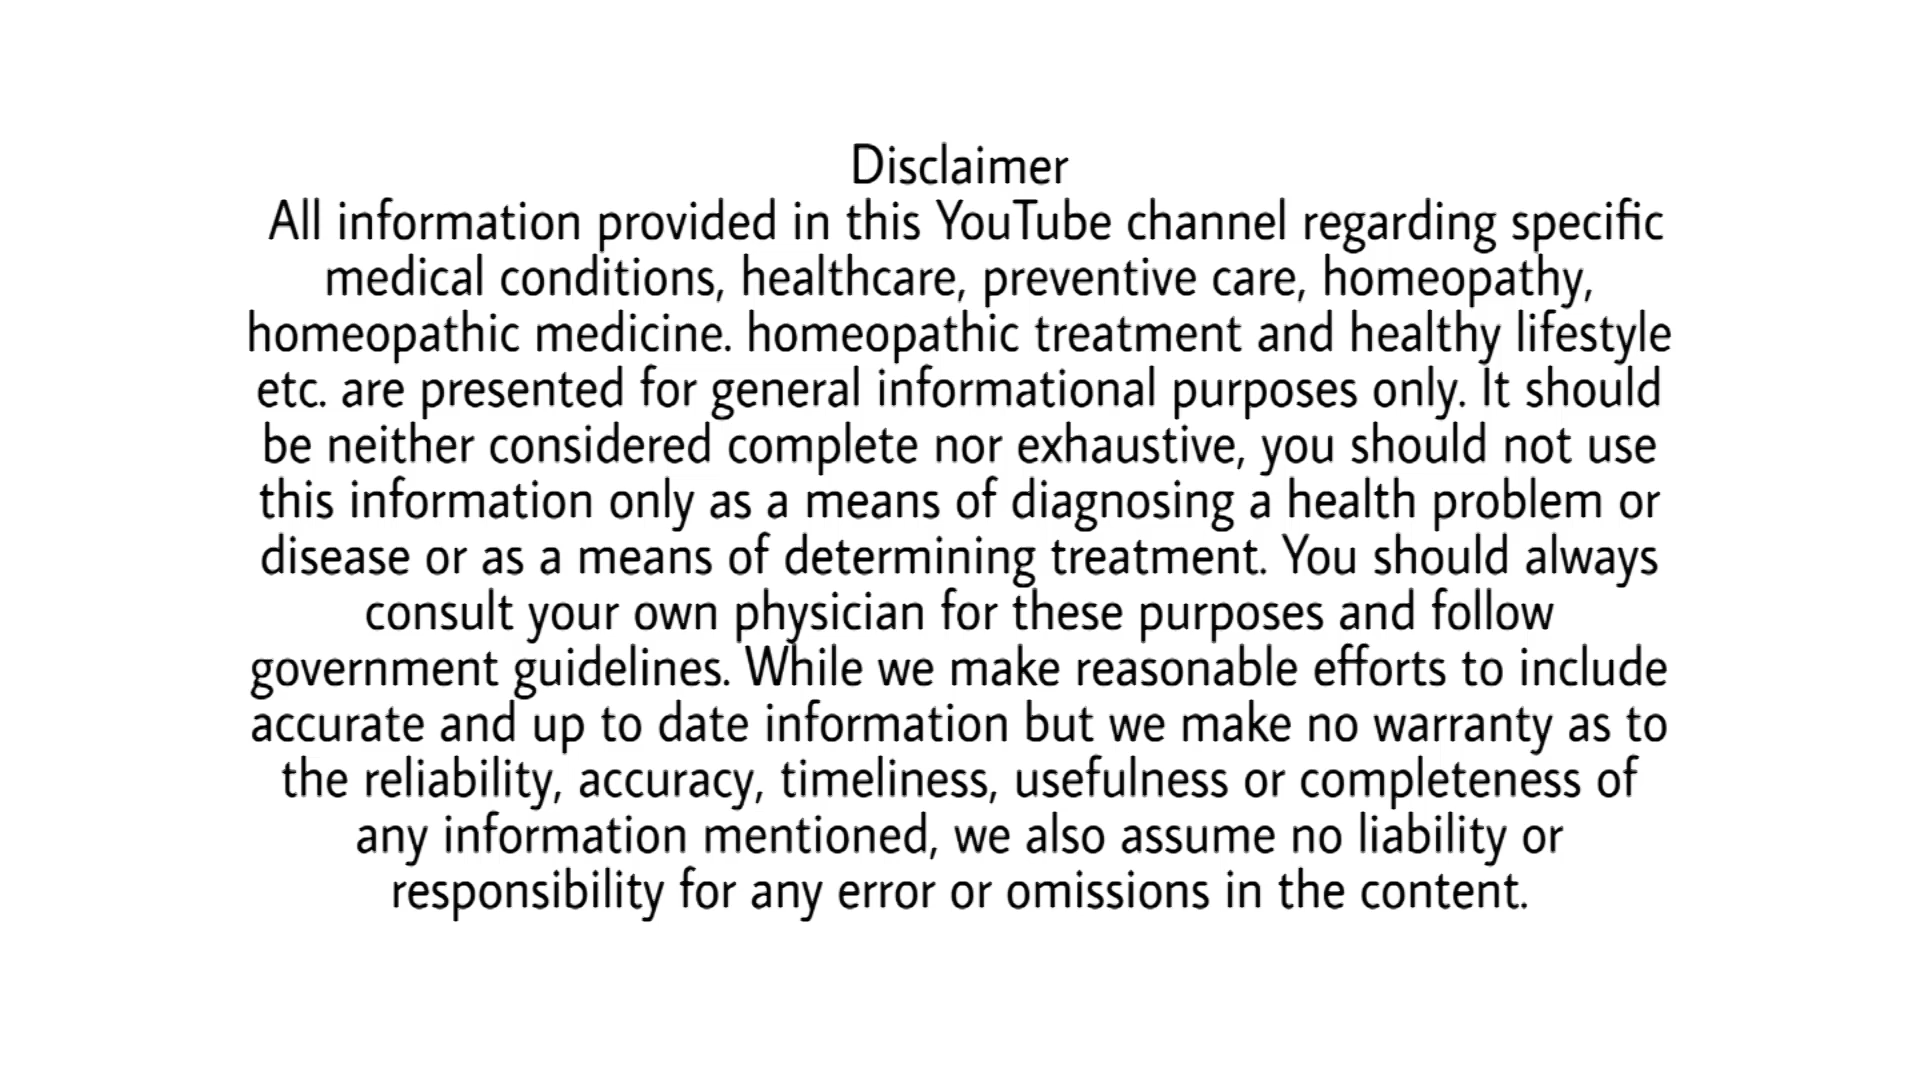 Disclaimer
All information provided in this YouTube channel regarding specific
medical conditions, healthcare, preventive care, homeopathy,
homeopathic medicine. homeopathic treatment and healthy lifestyle
etc. are presented for general informational purposes only. It should
be neither considered complete nor exhaustive, you should not use
this information only as a means of diagnosing a health problem or
disease or as a means of determining treatment. You should always
consult your own physician for these purposes and follow
government guidelines. While we make reasonable efforts to include
accurate and up to date information but we make no warranty as to
the reliability, accuracy, timeliness, usefulness or completeness of
any information mentioned, we also assume no liability or
responsibility for any error or omissions in the content.